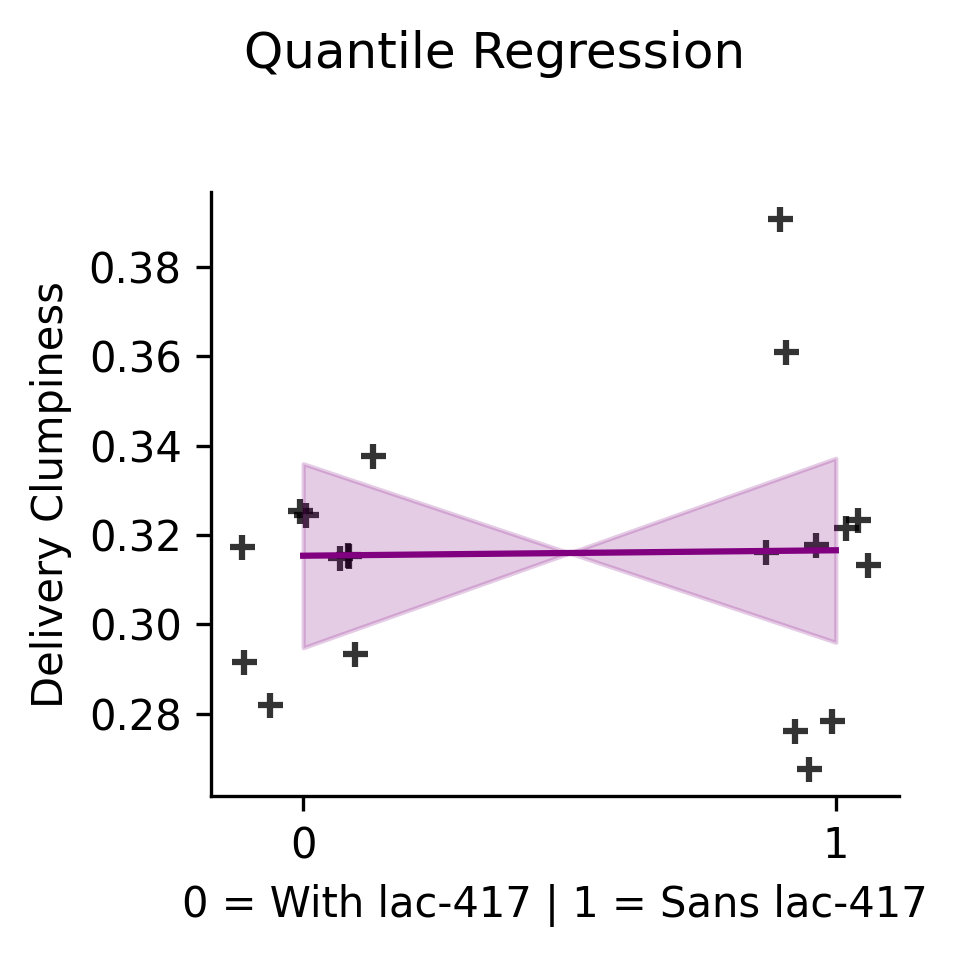 Quantile Regression
Delivery Clumpiness
0.38
0.36
0.34
0.32
0.30
0.28
0 1
0 = With lac-417 | 1 = Sans lac-417